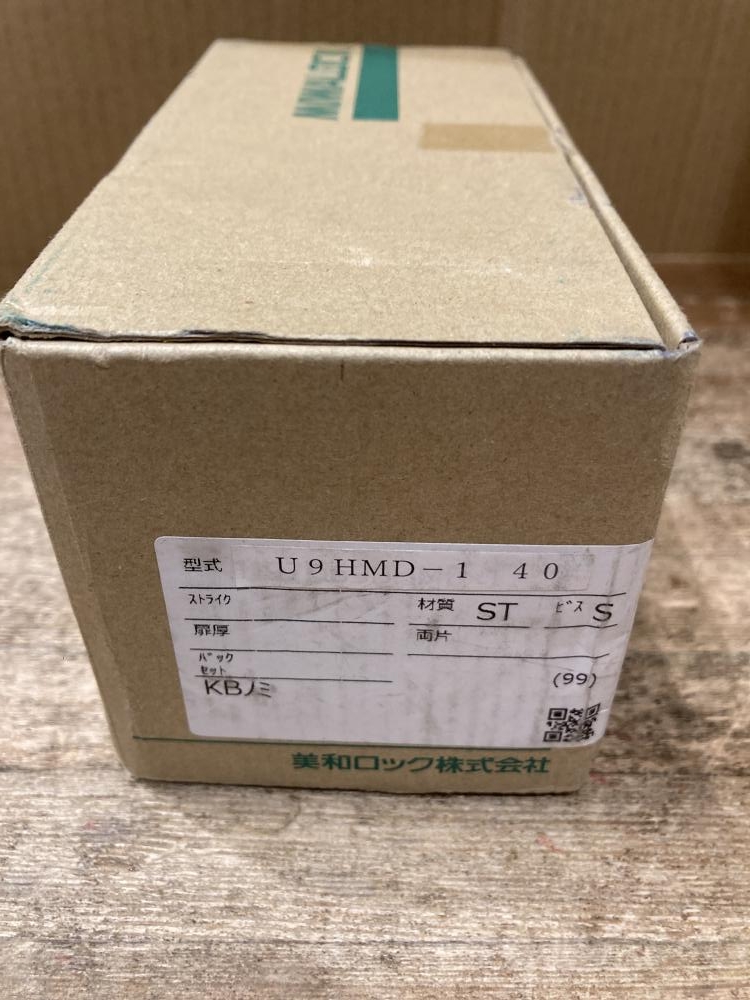 MIWA LOCK
型式 U9HMD-1 40
ストライク
材質 ST ビス S
扉厚
両片
バックセット
KBノミ
(99)
美和ロック株式会社